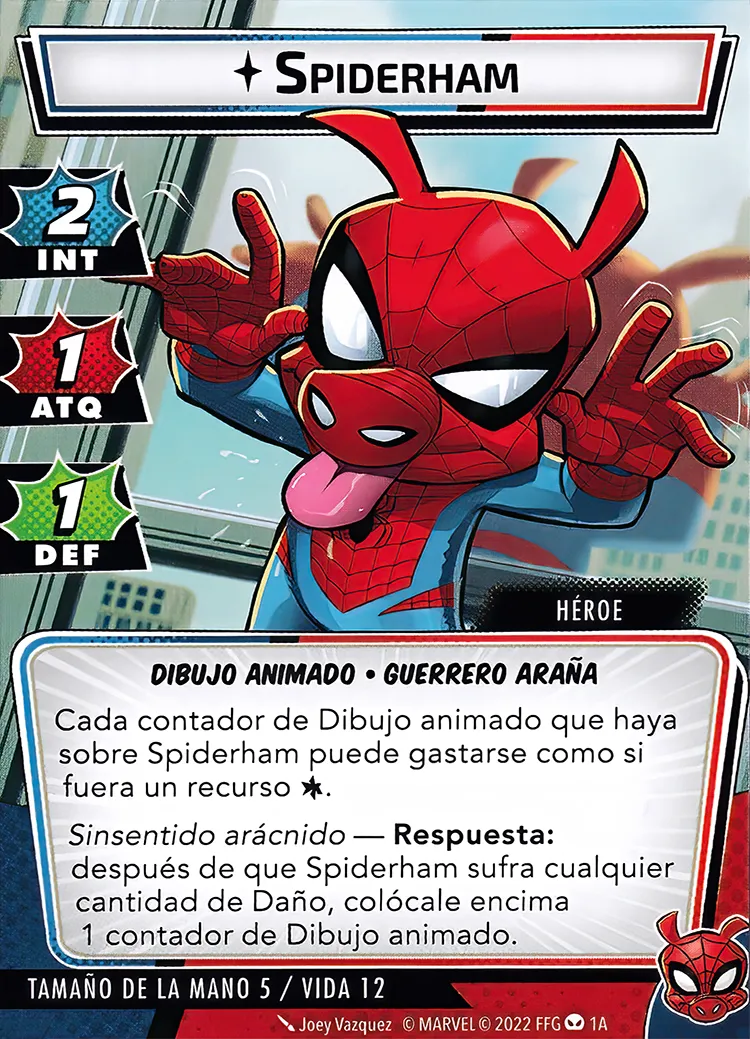 SPIDERHAM
2
INT
1
ATQ
1
DEF
HÉROE
DIBUJO ANIMADO • GUERRERO ARAÑA
Cada contador de Dibujo animado que haya
sobre Spiderham puede gastarse como si
fuera un recurso.
Sinsentido arácnido — Respuesta:
después de que Spiderham sufra cualquier
cantidad de Daño, colócale encima
1 contador de Dibujo animado.
TAMAÑO DE LA MANO 5 / VIDA 12
Joey Vazquez © MARVEL © 2022 FFG 1A